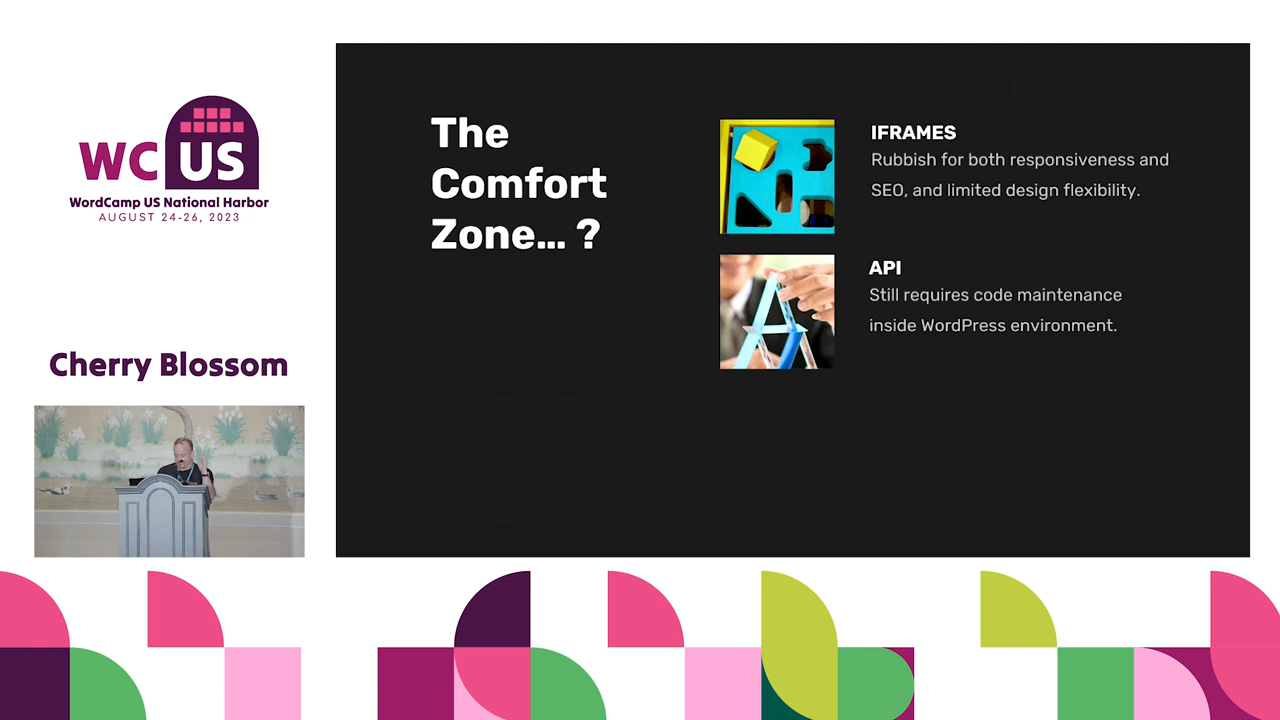 WC US
WordCamp US National Harbor
AUGUST 24-26, 2023
Cherry Blossom
The
Comfort
Zone... ?
IFRAMES
Rubbish for both responsiveness and
SEO, and limited design flexibility.
API
Still requires code maintenance
inside WordPress environment.